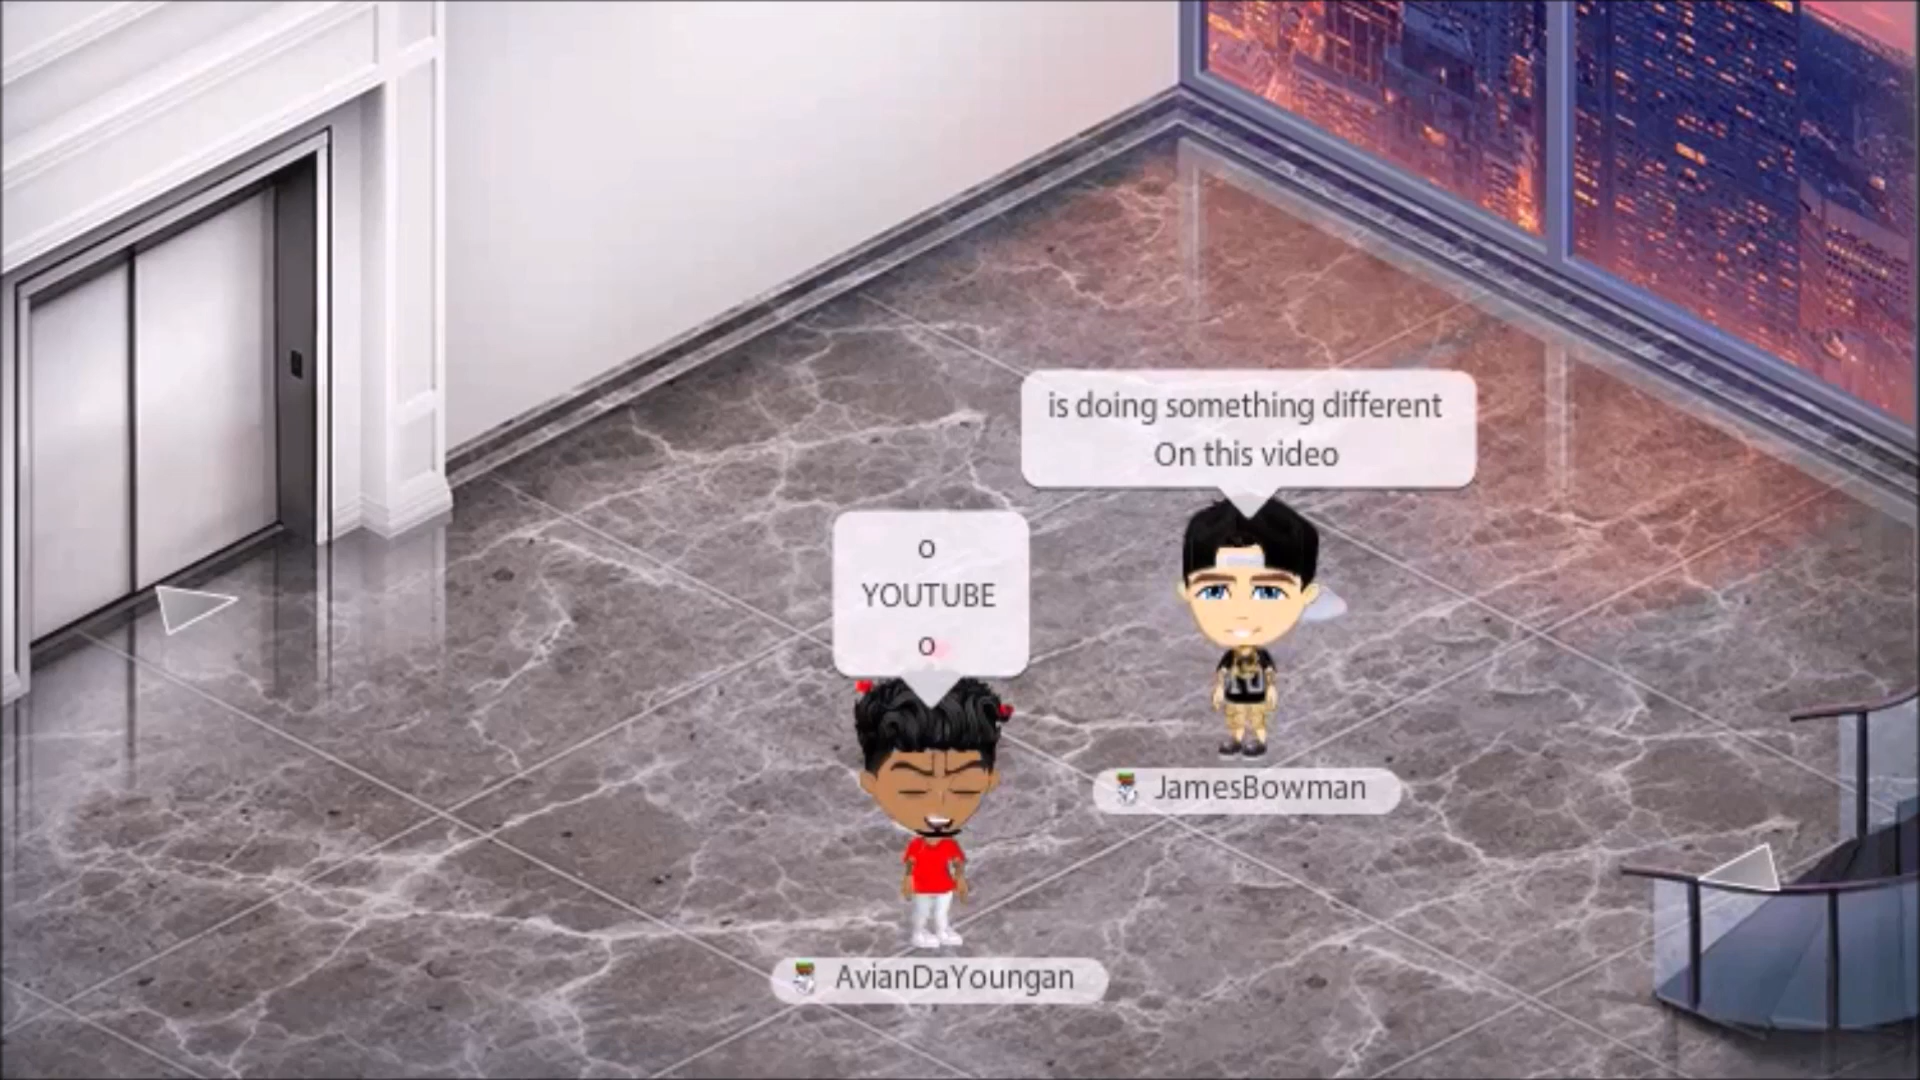 is doing something different
On this video
o
YOUTUBE
o
JamesBowman
AvianDaYoungan